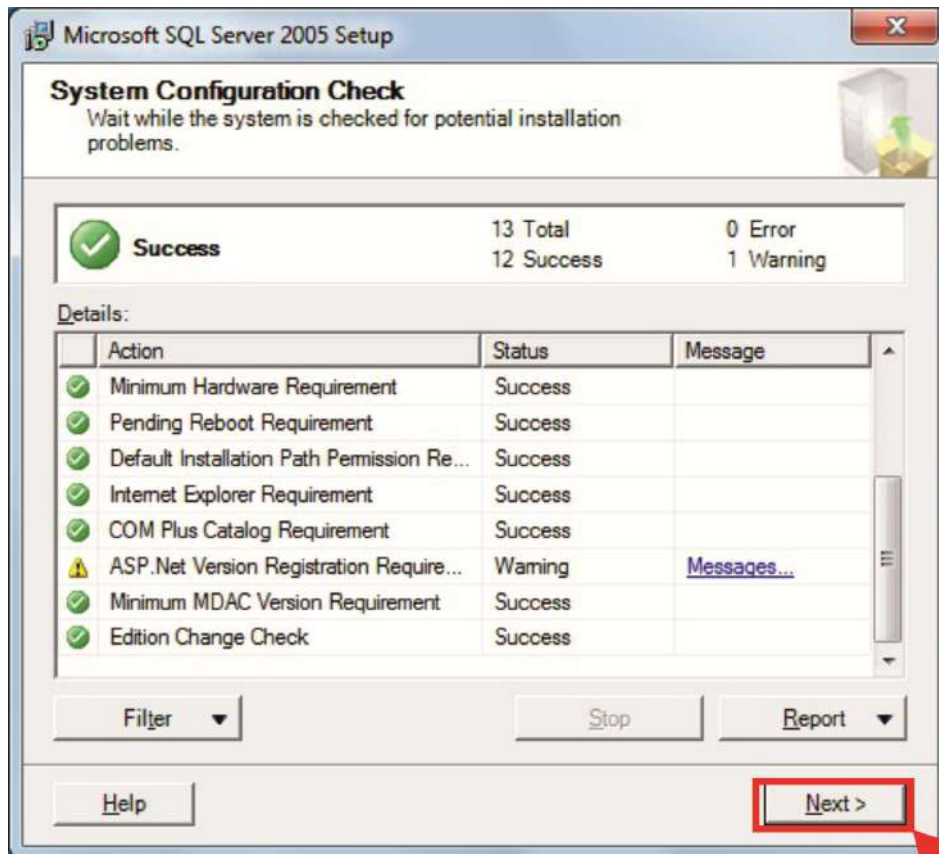 Microsoft SQL Server 2005 Setup
System Configuration Check
Wait while the system is checked for potential installation
problems.
Success
13 Total
0 Error
12 Success
1 Warning
Details:
Action Status Message
Minimum Hardware Requirement Success
Pending Reboot Requirement Success
Default Installation Path Permission Re... Success
Internet Explorer Requirement Success
COM Plus Catalog Requirement Success
ASP.Net Version Registration Require... Warning Messages...
Minimum MDAC Version Requirement Success
Edition Change Check Success
Filter Stop Report
Help Next >